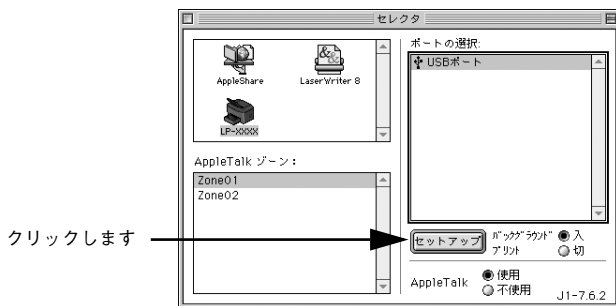 セレクタ
AppleShare
LaserWriter 8
LP-XXXX
ポートの選択:
USBポート
AppleTalk ゾーン：
Zone01
Zone02
クリックします
セットアップ
バックグラウンド
プリント
入
切
AppleTalk
使用
不使用
J1-7.6.2